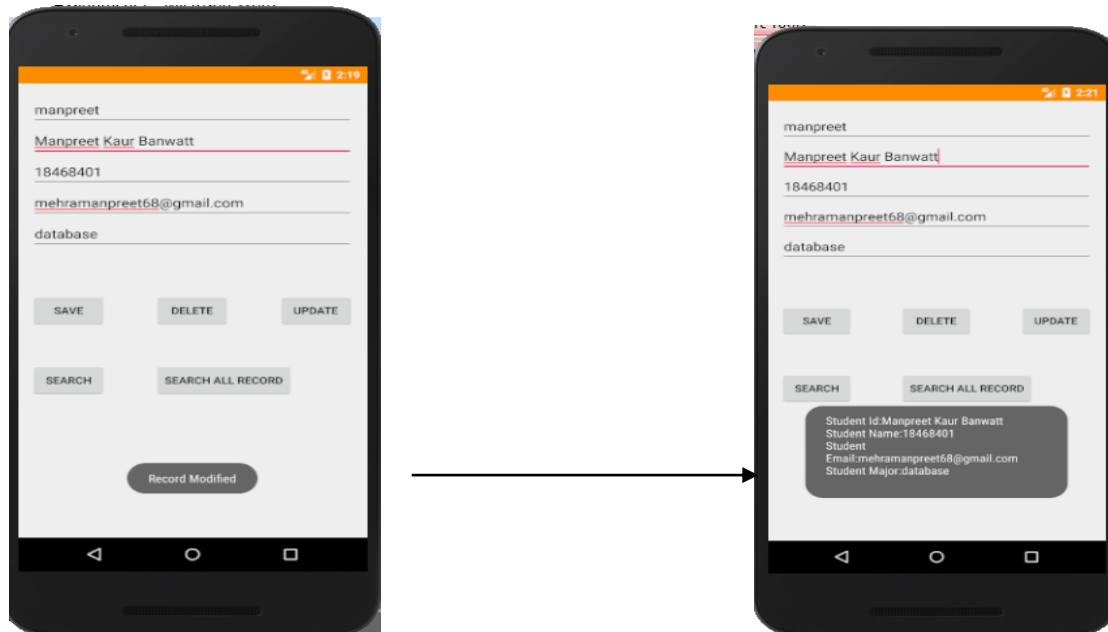 2:19
manpreet
Manpreet Kaur Banwatt
18468401
mehramanpreet68@gmail.com
database
SAVE DELETE UPDATE
SEARCH SEARCH ALL RECORD
Record Modified
2:21
manpreet
Manpreet Kaur Banwatt
18468401
mehramanpreet68@gmail.com
database
SAVE DELETE UPDATE
SEARCH SEARCH ALL RECORD
Student Id:Manpreet Kaur Banwatt
Student Name:18468401
Student
Email:mehramanpreet68@gmail.com
Student Major:database